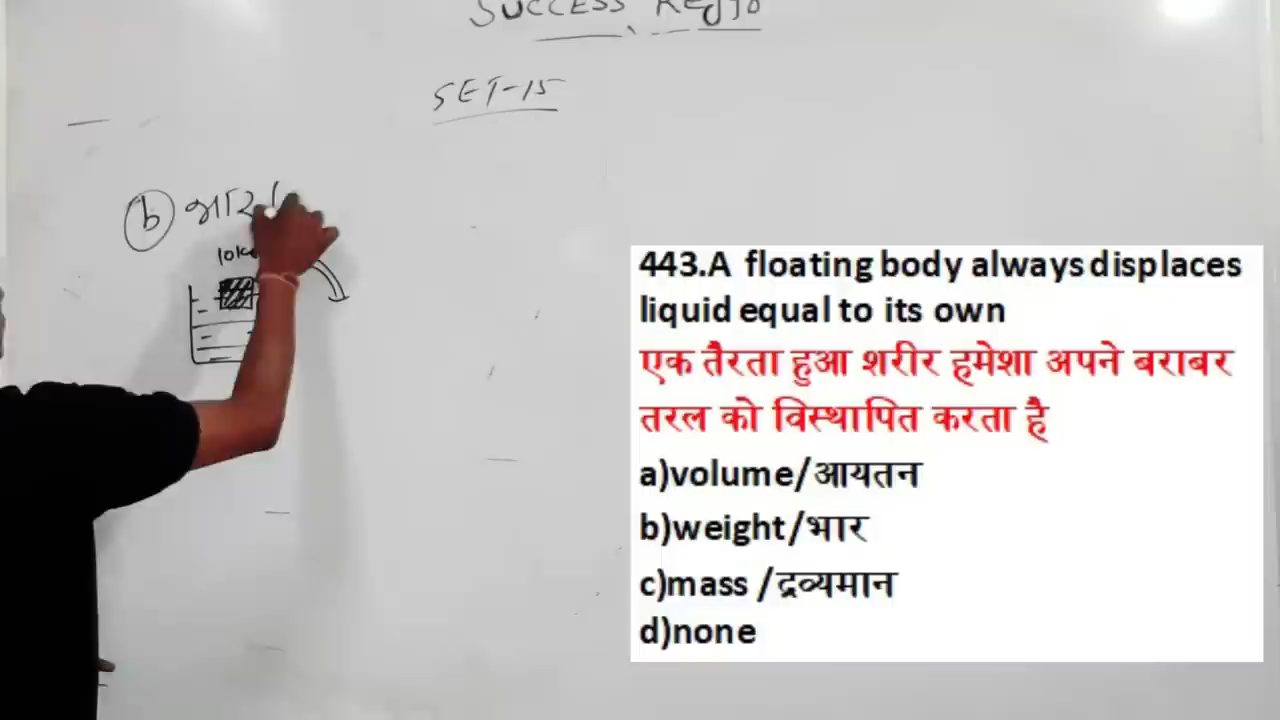 SUCCESS
SET-15
b भार
443.A floating body always displaces
liquid equal to its own
एक तैरता हुआ शरीर हमेशा अपने बराबर
तरल को विस्थापित करता है
a)volume/आयतन
b)weight/भार
c)mass /द्रव्यमान
d)none